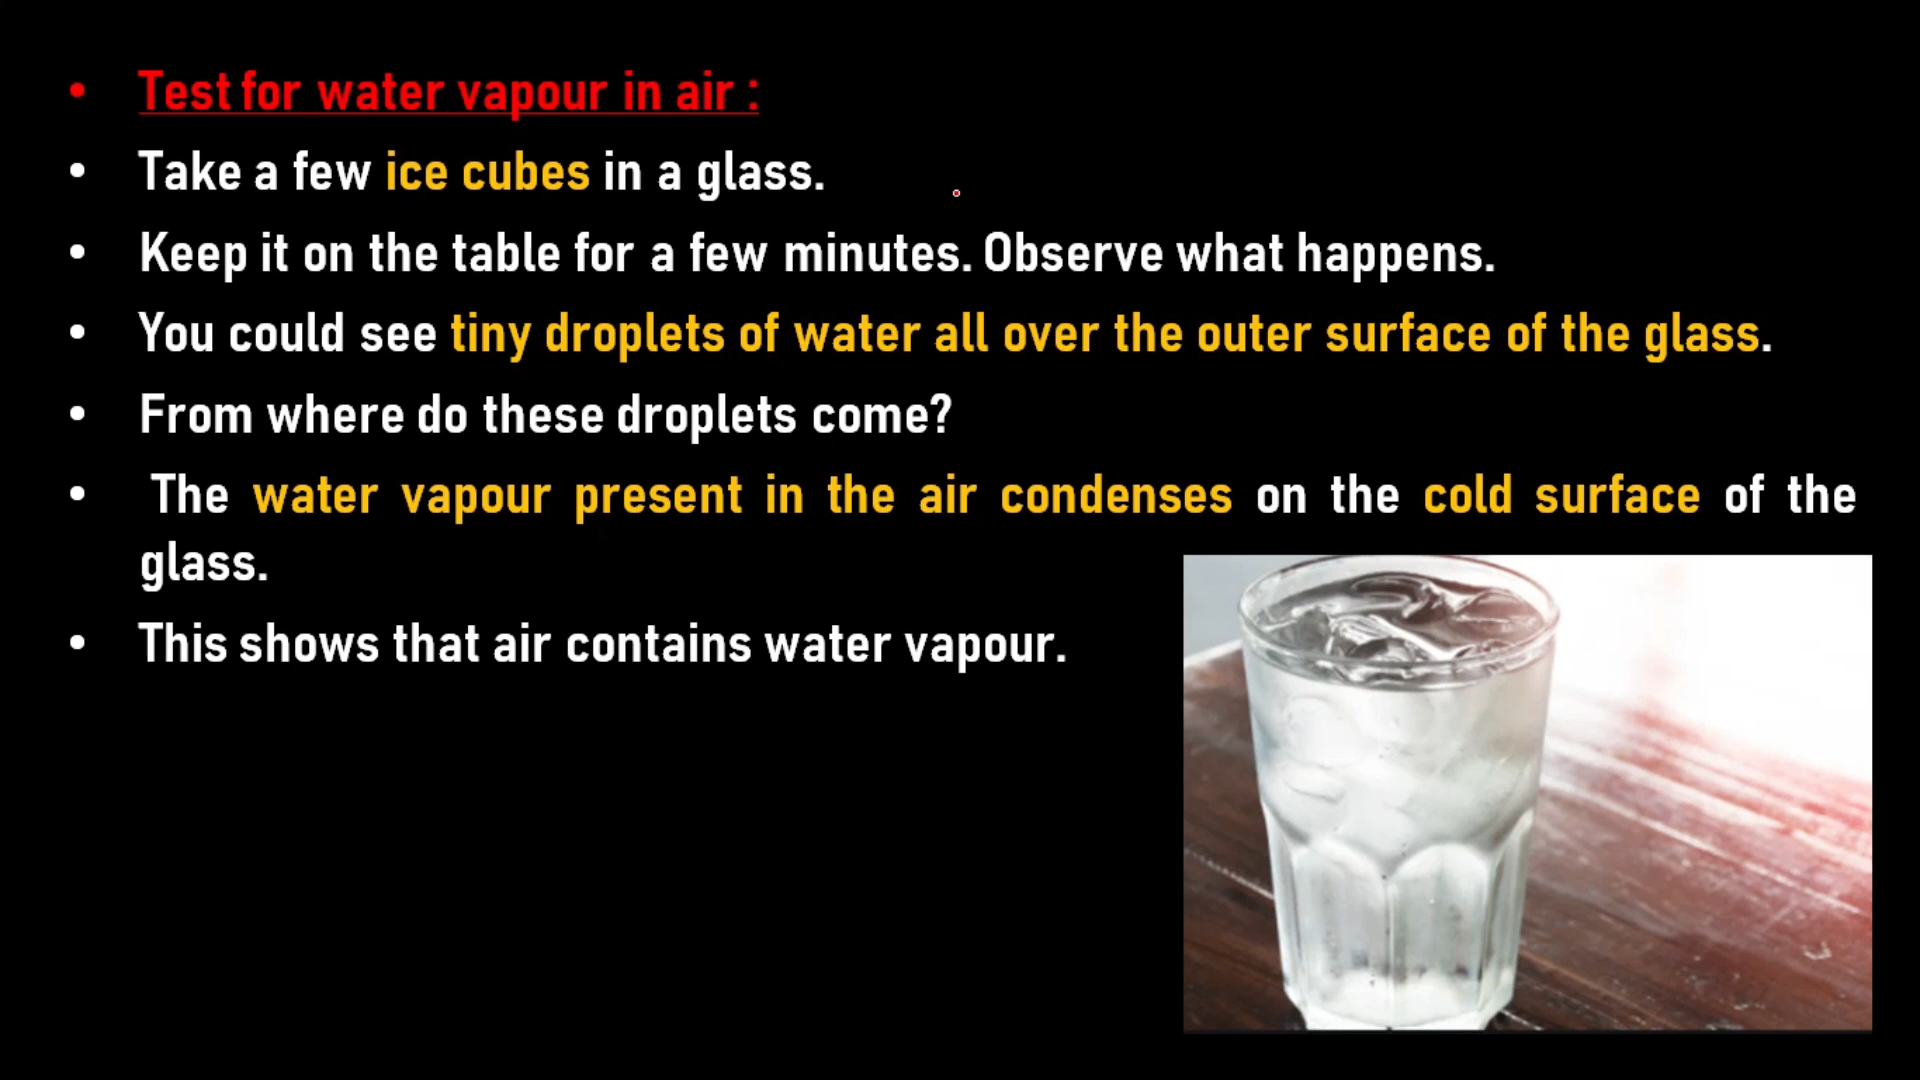 • Test for water vapour in air :
• Take a few ice cubes in a glass.
• Keep it on the table for a few minutes. Observe what happens.
• You could see tiny droplets of water all over the outer surface of the glass.
• From where do these droplets come?
• The water vapour present in the air condenses on the cold surface of the
glass.
• This shows that air contains water vapour.